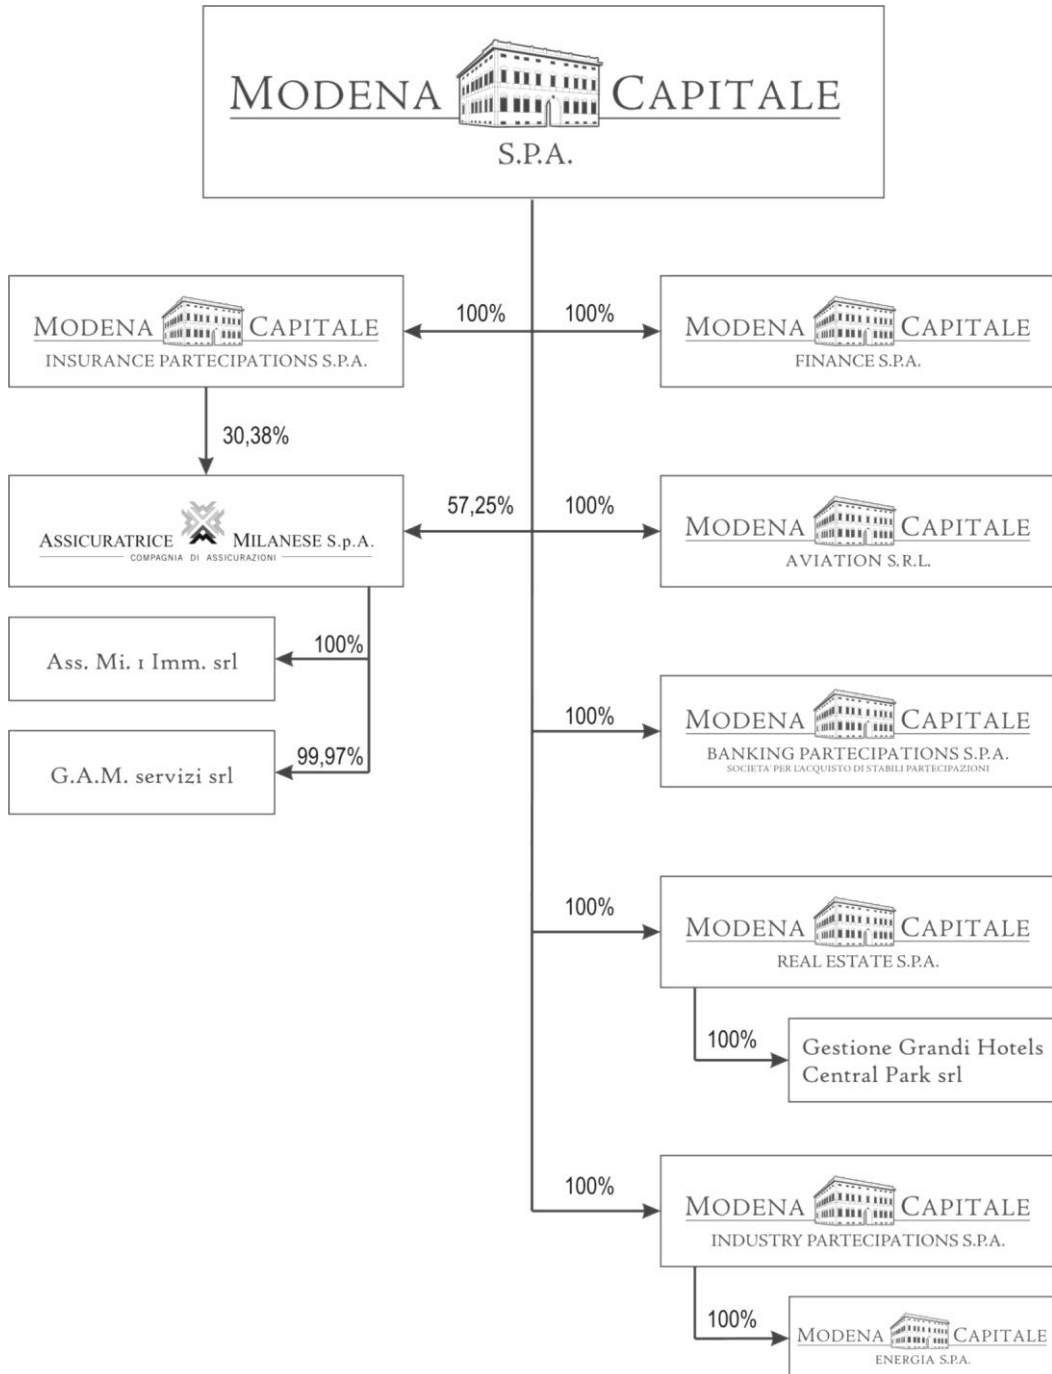 MODENA CAPITALE
S.P.A.
100% 100%
MODENA CAPITALE
INSURANCE PARTECIPATIONS S.P.A.
MODENA CAPITALE
FINANCE S.P.A.
30,38%
57,25% 100%
ASSICURATRICE MILANESE S.p.A.
COMPAGNIA DI ASSICURAZIONI
MODENA CAPITALE
AVIATION S.R.L.
100%
Ass. Mi. 1 Imm. srl
99,97%
G.A.M. servizi srl
100%
MODENA CAPITALE
BANKING PARTECIPATIONS S.P.A.
SOCIETA' PER L'ACQUISTO DI STABILI PARTECIPAZIONI
100%
MODENA CAPITALE
REAL ESTATE S.P.A.
100%
Gestione Grandi Hotels
Central Park srl
100%
MODENA CAPITALE
INDUSTRY PARTECIPATIONS S.P.A.
100%
MODENA CAPITALE
ENERGIA S.P.A.